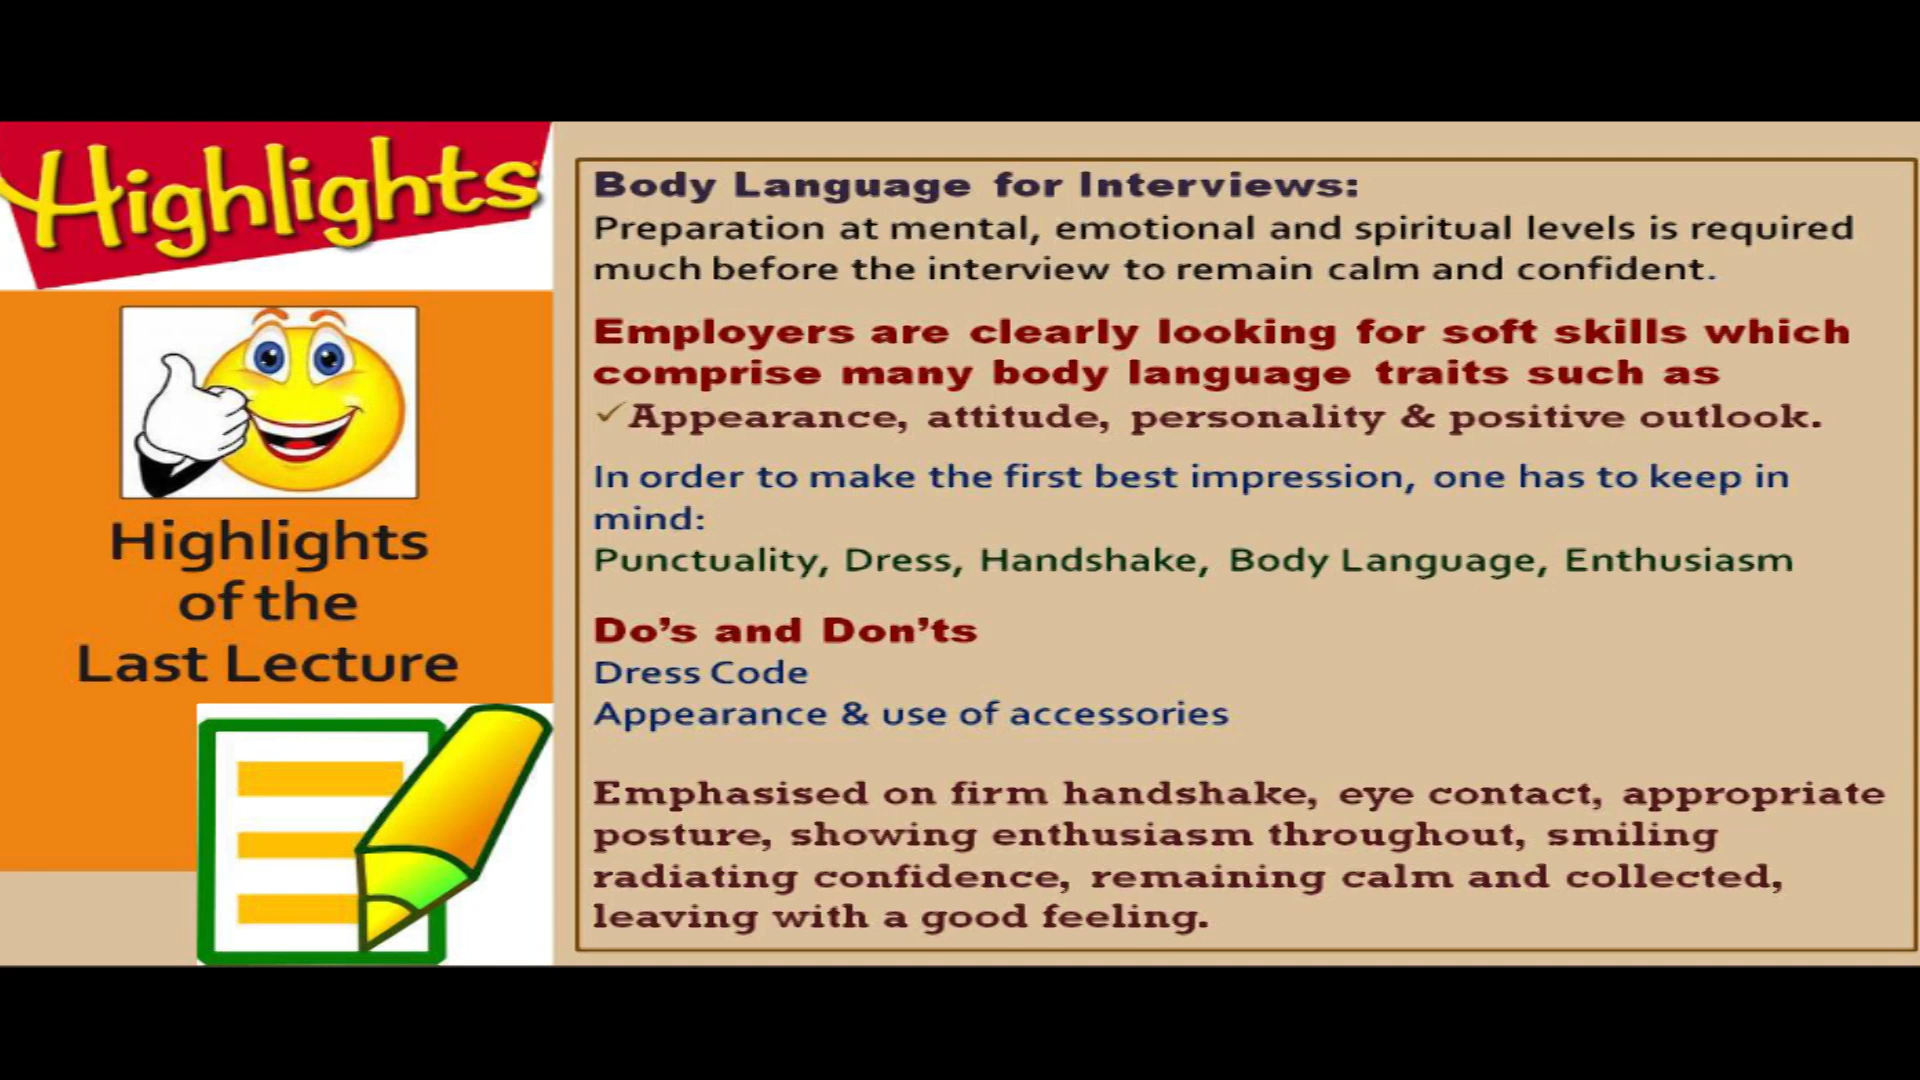 Highlights
Highlights
of the
Last Lecture
Body Language for Interviews:
Preparation at mental, emotional and spiritual levels is required
much before the interview to remain calm and confident.
Employers are clearly looking for soft skills which
comprise many body language traits such as
✓Appearance, attitude, personality & positive outlook.
In order to make the first best impression, one has to keep in
mind:
Punctuality, Dress, Handshake, Body Language, Enthusiasm
Do’s and Don’ts
Dress Code
Appearance & use of accessories
Emphasised on firm handshake, eye contact, appropriate
posture, showing enthusiasm throughout, smiling
radiating confidence, remaining calm and collected,
leaving with a good feeling.